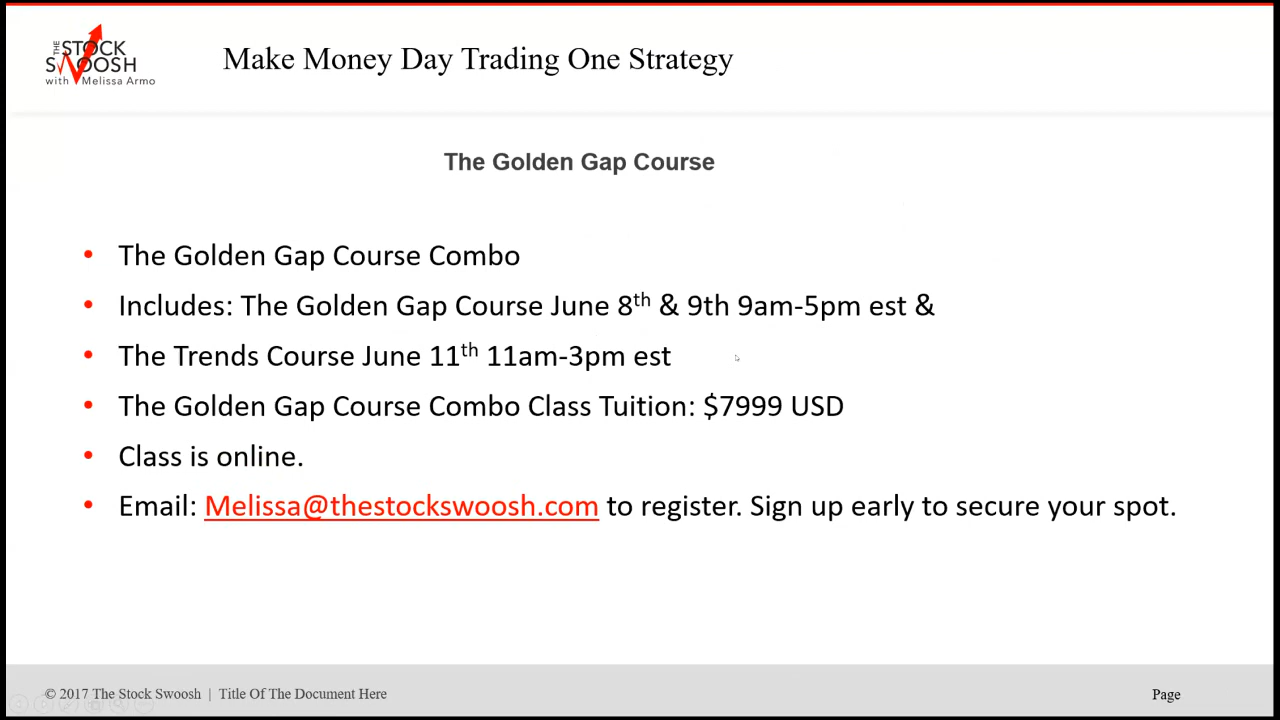 THE STOCK
SWOOSH
with Melissa Armo
Make Money Day Trading One Strategy
The Golden Gap Course
• The Golden Gap Course Combo
• Includes: The Golden Gap Course June 8th & 9th 9am-5pm est &
• The Trends Course June 11th 11am-3pm est
• The Golden Gap Course Combo Class Tuition: $7999 USD
• Class is online.
• Email: Melissa@thestockswoosh.com to register. Sign up early to secure your spot.
© 2017 The Stock Swoosh | Title Of The Document Here
Page